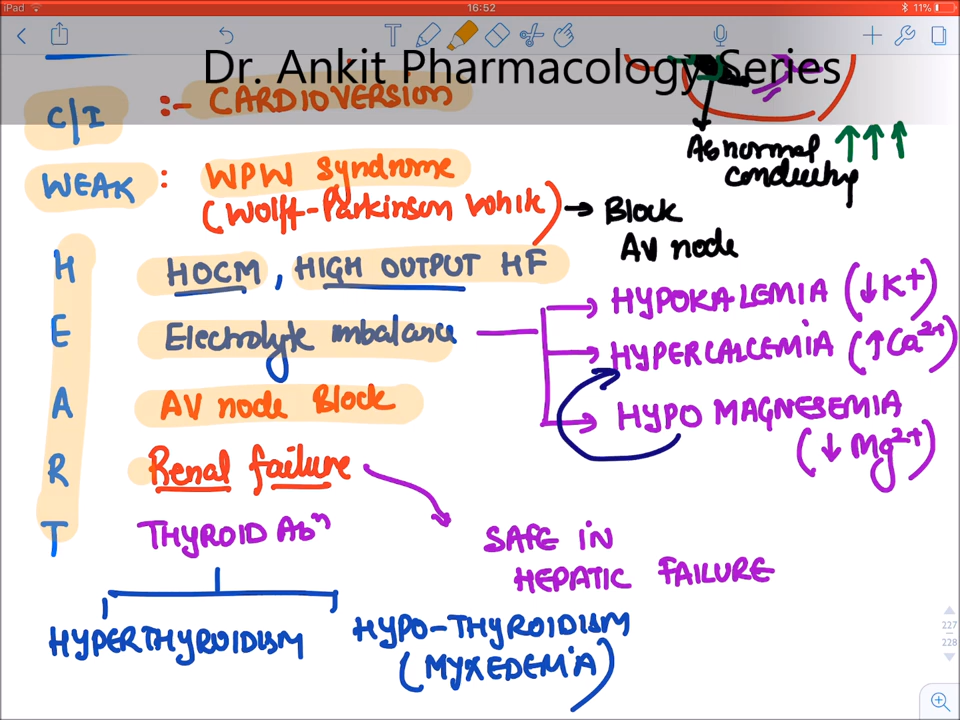 iPad
16:52
11%
Dr. Ankit Pharmacology Series
C/I :- CARDIOVERSION
Abnormal ↑↑↑
conductivity
WEAK : WPW Syndrome
(Wolff-Parkinson White) → Block
AV node
H HOCM, HIGH OUTPUT HF
E Electrolyte imbalance
HYPOKALEMIA (↓K+)
HYPERCALCEMIA (↑Ca²⁺)
HYPO MAGNESEMIA
(↓ Mg²⁺)
A AV node Block
R Renal failure
SAFE IN
HEPATIC FAILURE
T THYROID Abⁿ
HYPERTHYROIDISM
HYPO-THYROIDISM
(MYXEDEMIA)
227
228